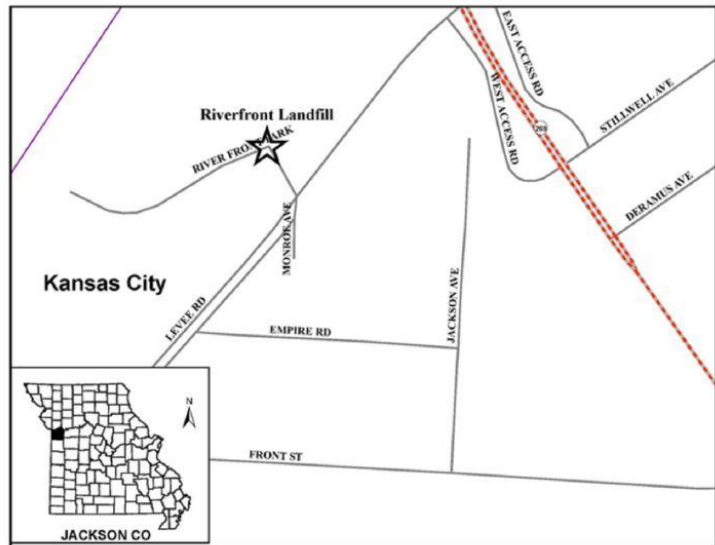 EAST ACCESS RD
WEST ACCESS RD
STILLWELL AVE
269
Riverfront Landfill
RIVER FRONT PARK
DERAMUS AVE
MONROE AVE
Kansas City
LEVEE RD
EMPIRE RD
JACKSON AVE
N
FRONT ST
JACKSON CO